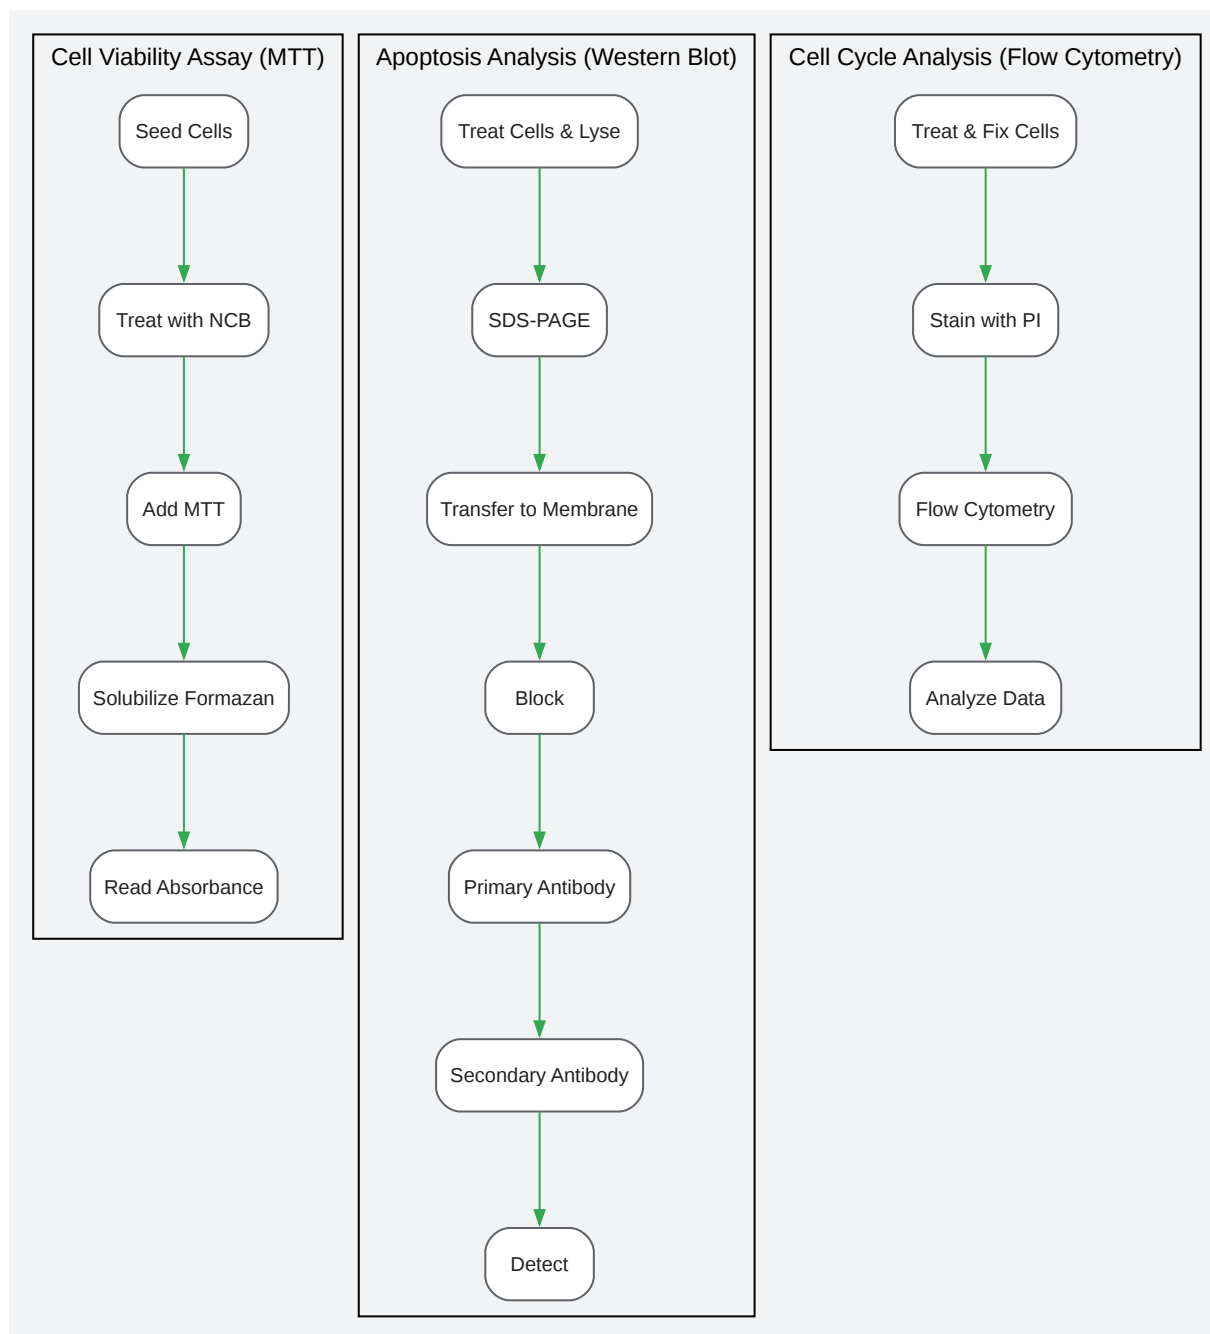 Cell Viability Assay (MTT)
Seed Cells
Treat with NCB
Add MTT
Solubilize Formazan
Read Absorbance
Apoptosis Analysis (Western Blot)
Treat Cells & Lyse
SDS-PAGE
Transfer to Membrane
Block
Primary Antibody
Secondary Antibody
Detect
Cell Cycle Analysis (Flow Cytometry)
Treat & Fix Cells
Stain with PI
Flow Cytometry
Analyze Data